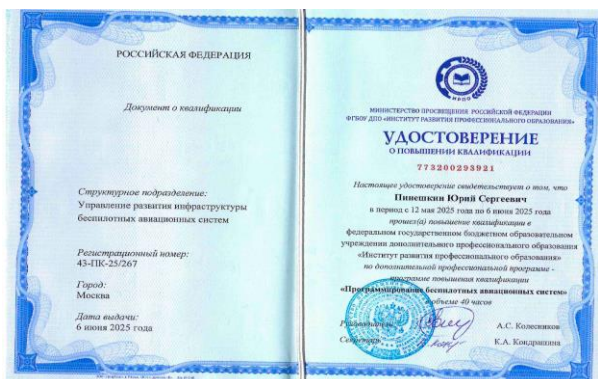 РОССИЙСКАЯ ФЕДЕРАЦИЯ
Документ о квалификации
Структурное подразделение:
Управление развития инфраструктуры
беспилотных авиационных систем
Регистрационный номер:
43-ПК-25/267
Город:
Москва
Дата выдачи:
6 июня 2025 года
ИРПО
МИНИСТЕРСТВО ПРОСВЕЩЕНИЯ РОССИЙСКОЙ ФЕДЕРАЦИИ
ФГБОУ ДПО «ИНСТИТУТ РАЗВИТИЯ ПРОФЕССИОНАЛЬНОГО ОБРАЗОВАНИЯ»
УДОСТОВЕРЕНИЕ
О ПОВЫШЕНИИ КВАЛИФИКАЦИИ
773200293921
Настоящее удостоверение свидетельствует о том, что
Пинешкин Юрий Сергеевич
в период с 12 мая 2025 года по 6 июня 2025 года
прошел(а) повышение квалификации в
федеральном государственном бюджетном образовательном
учреждении дополнительного профессионального образования
«Институт развития профессионального образования»
по дополнительной профессиональной программе -
программе повышения квалификации
«Программирование беспилотных авиационных систем»
в объеме 40 часов
Руководитель А.С. Колесников
Секретарь К.А. Кондрашина